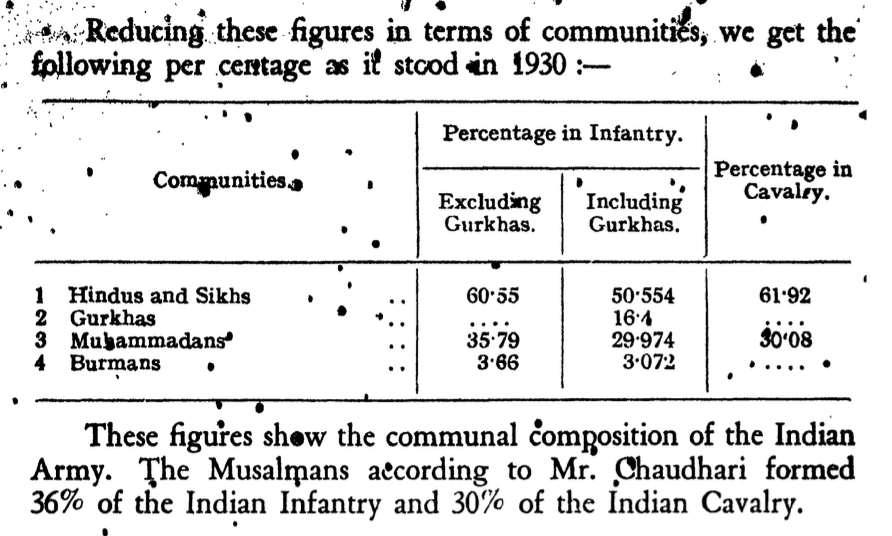 Reducing these figures in terms of communities, we get the
following per centage as it stood in 1930 :—
Communities.
Percentage in Infantry.
Excluding Gurkhas.
Including Gurkhas.
Percentage in Cavalry.
1 Hindus and Sikhs .. 60·55 50·554 61·92
2 Gurkhas .. .... 16·4 ....
3 Muhammadans .. 35·79 29·974 30·08
4 Burmans .. 3·66 3·072 ....
These figures show the communal composition of the Indian
Army. The Musalmans according to Mr. Chaudhari formed
36% of the Indian Infantry and 30% of the Indian Cavalry.